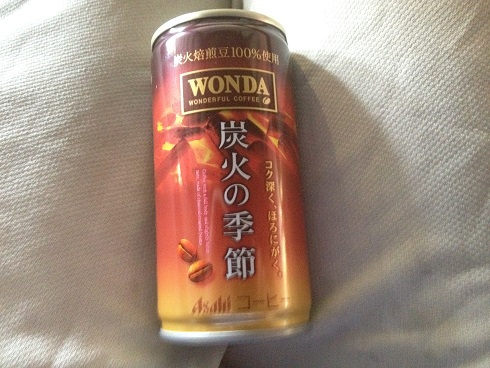 炭火焙煎豆100%使用
WONDA
WONDERFUL COFFEE
炭火の季節
コク深く、ほろにがく。
Asahi コーヒー